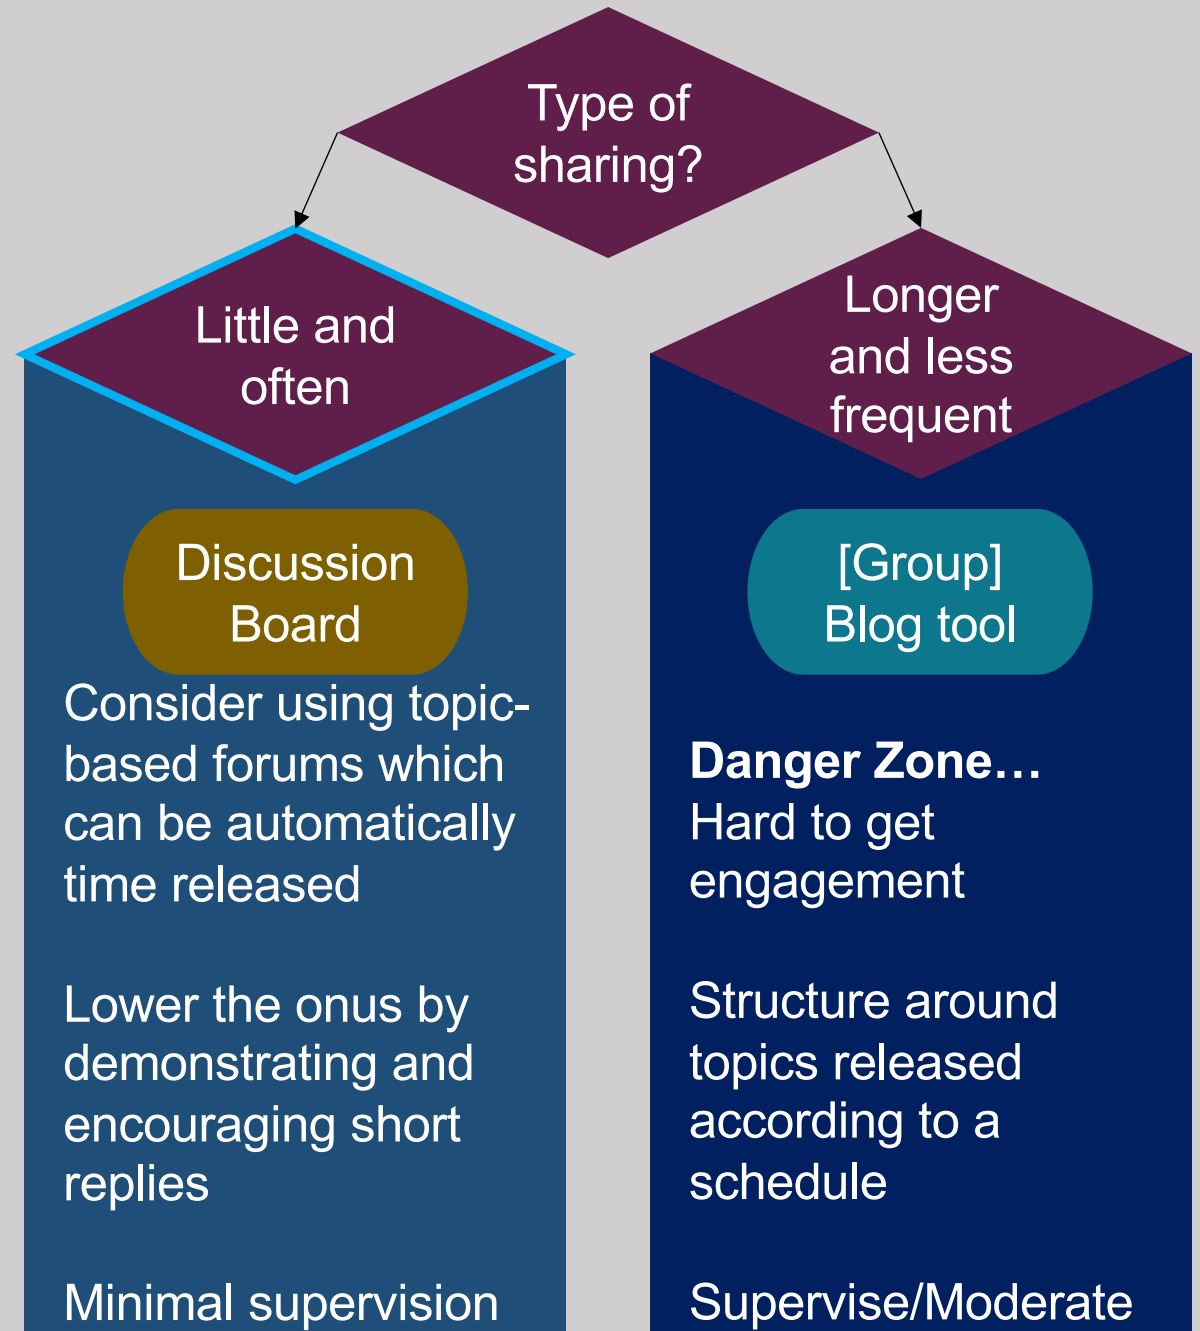 Type of
sharing?
Little and
often
Discussion
Board
Consider using topic-
based forums which
can be automatically
time released
Lower the onus by
demonstrating and
encouraging short
replies
Minimal supervision
Longer
and less
frequent
[Group]
Blog tool
Danger Zone…
Hard to get
engagement
Structure around
topics released
according to a
schedule
Supervise/Moderate